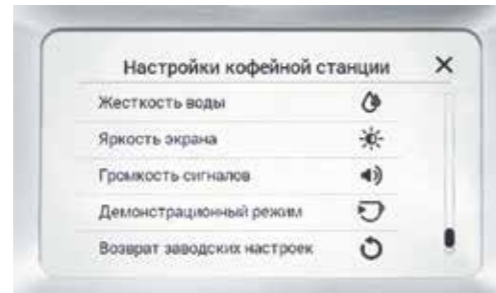 Настройки кофейной станции
Жесткость воды
Яркость экрана
Громкость сигналов
Демонстрационный режим
Возврат заводских настроек